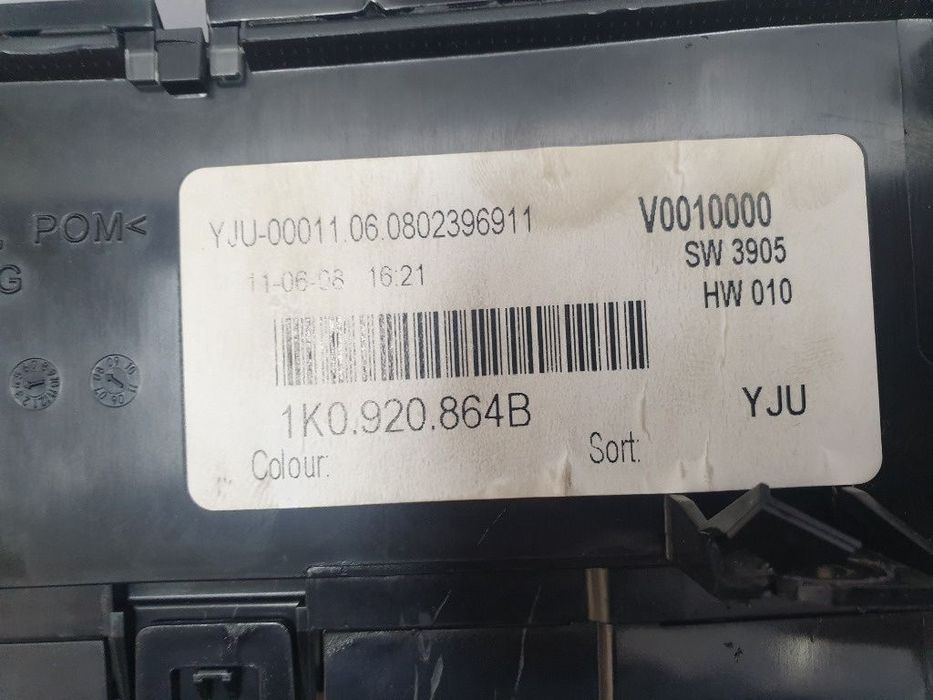 POM<
G
YJU-00011.06.0802396911
V0010000
11-06-08 16:21
SW 3905
HW 010
1K0.920.864B
YJU
Colour:
Sort: